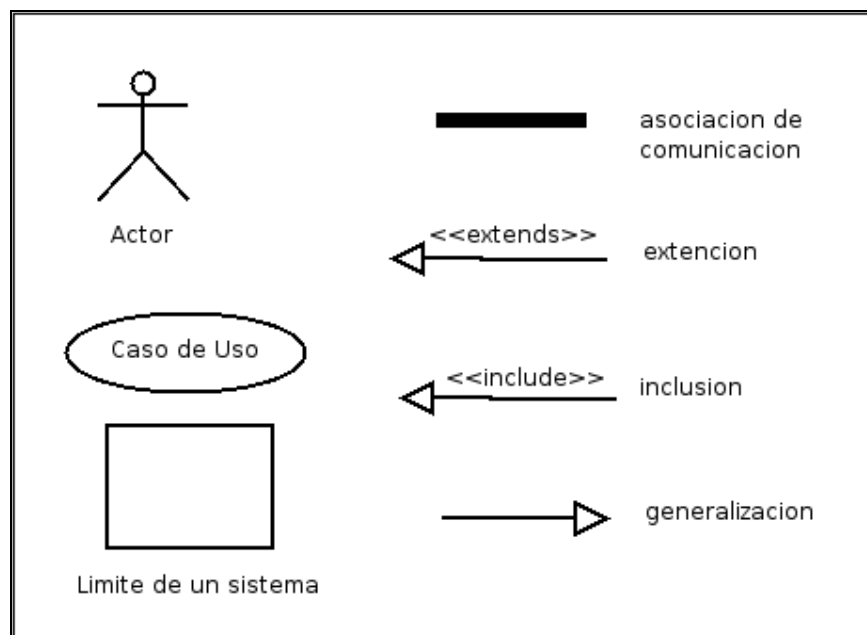 Actor
Caso de Uso
Limite de un sistema
asociacion de
comunicacion
<<extends>>
extencion
<<include>>
inclusion
generalizacion